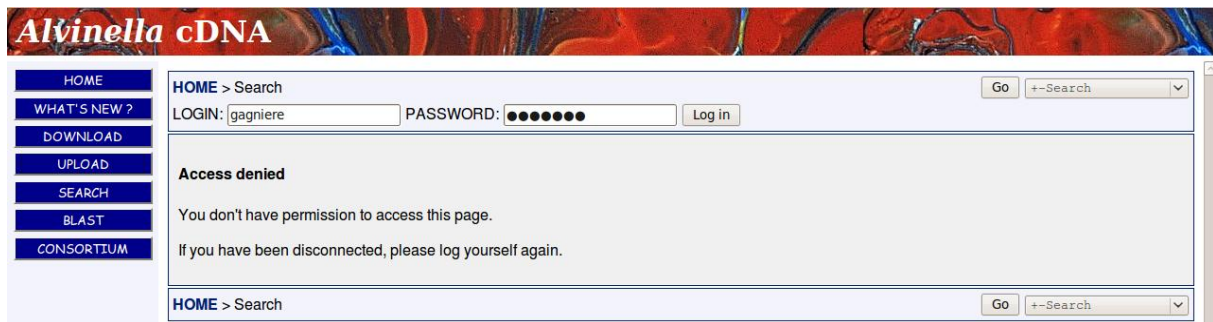 Alvinella cDNA
HOME
WHAT'S NEW ?
DOWNLOAD
UPLOAD
SEARCH
BLAST
CONSORTIUM
HOME > Search Go +-Search
LOGIN: gagniere PASSWORD: ●●●●●●● Log in
Access denied
You don't have permission to access this page.
If you have been disconnected, please log yourself again.
HOME > Search Go +-Search